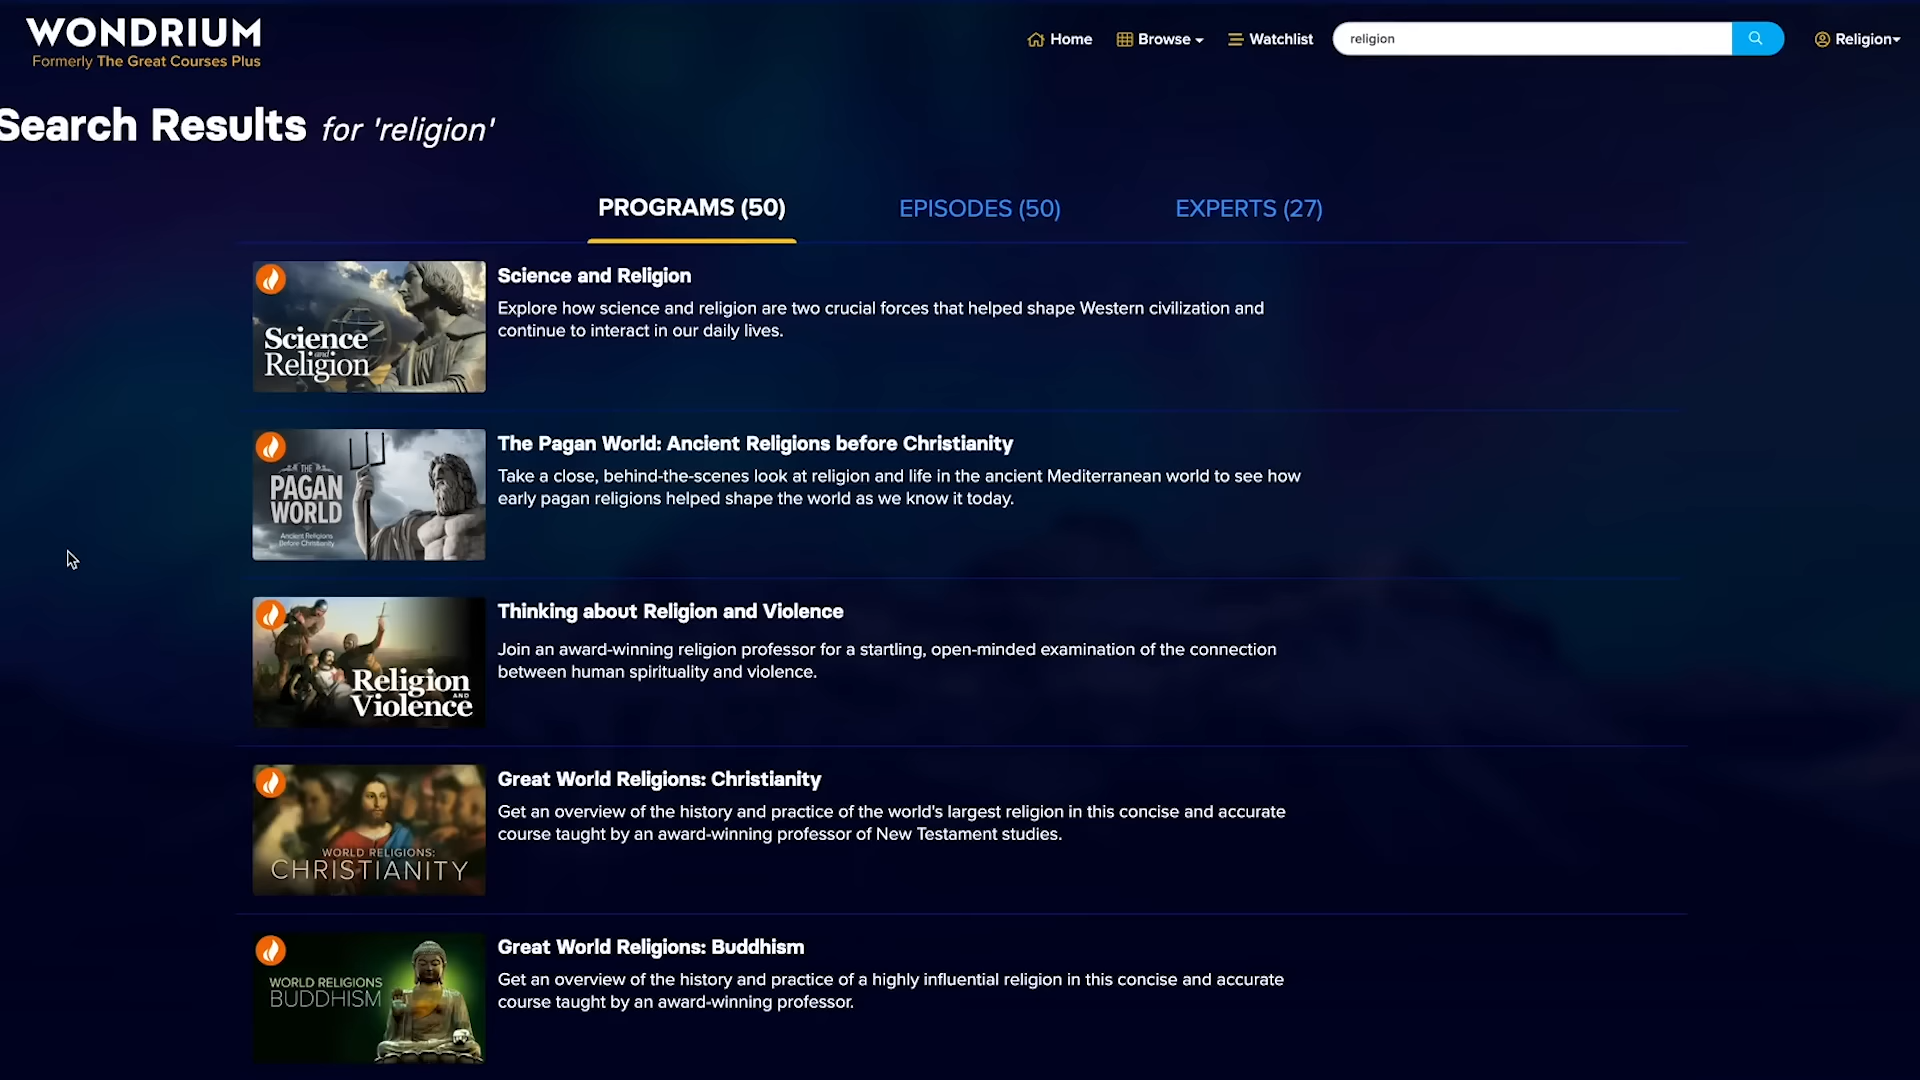 WONDRIUM
Formerly The Great Courses Plus
Home
Browse
Watchlist
religion
Religion
Search Results for 'religion'
PROGRAMS (50)
EPISODES (50)
EXPERTS (27)
Science and Religion
Science and Religion
Explore how science and religion are two crucial forces that helped shape Western civilization and
continue to interact in our daily lives.
THE
PAGAN
WORLD
Ancient Religions
Before Christianity
The Pagan World: Ancient Religions before Christianity
Take a close, behind-the-scenes look at religion and life in the ancient Mediterranean world to see how
early pagan religions helped shape the world as we know it today.
Religion
AND
Violence
Thinking about Religion and Violence
Join an award-winning religion professor for a startling, open-minded examination of the connection
between human spirituality and violence.
WORLD RELIGIONS:
CHRISTIANITY
Great World Religions: Christianity
Get an overview of the history and practice of the world's largest religion in this concise and accurate
course taught by an award-winning professor of New Testament studies.
WORLD RELIGIONS
BUDDHISM
Great World Religions: Buddhism
Get an overview of the history and practice of a highly influential religion in this concise and accurate
course taught by an award-winning professor.